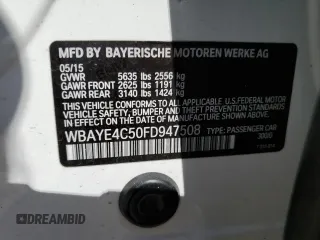 MFD BY BAYERISCHE MOTOREN WERKE AG
05/15
GVWR 5635 lbs 2556 kg
GAWR FRONT 2625 lbs 1191 kg
GAWR REAR 3140 lbs 1424 kg
THIS VEHICLE CONFORMS TO ALL
APPLICABLE U.S. FEDERAL MOTOR VEHICLE SAFETY,
BUMPER, AND THEFT PREVENTION STANDARDS
IN EFFECT ON THE DATE OF MANUFACTURE
SHOWN ABOVE.
WBAYE4C50FD947508 TYPE: PASSENGER CAR
DREAMBID